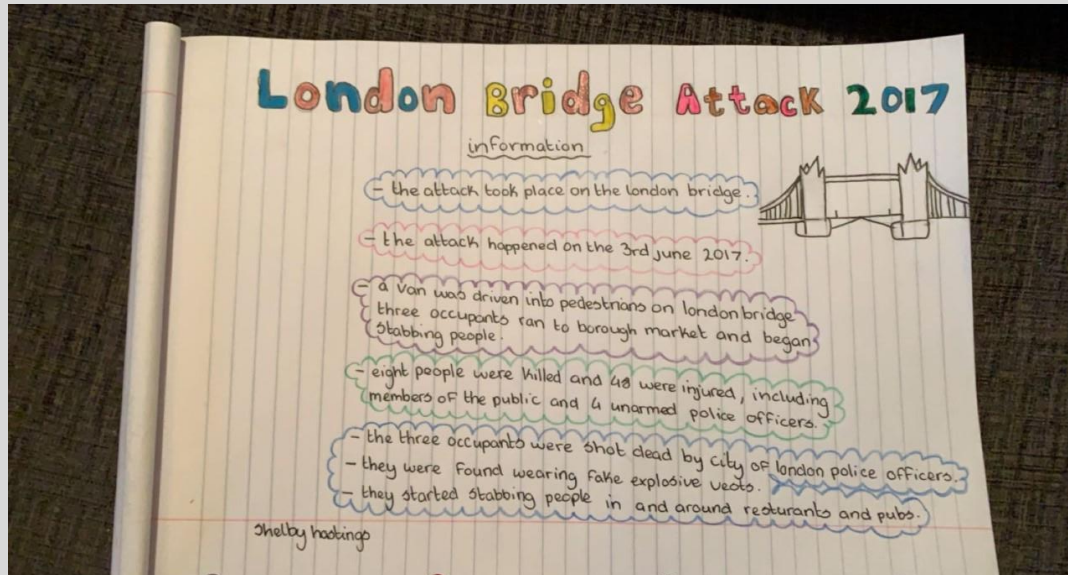 London Bridge Attack 2017
information
- the attack took place on the london bridge.
- the attack happened on the 3rd june 2017.
- a van was driven into pedestrians on london bridge
three occupants ran to borough market and began
stabbing people.
- eight people were killed and 48 were injured, including
members of the public and 4 unarmed police officers.
- the three occupants were shot dead by city of london police officers.
- they were found wearing fake explosive vests.
- they started stabbing people in and around resturants and pubs.
Shelby hastings